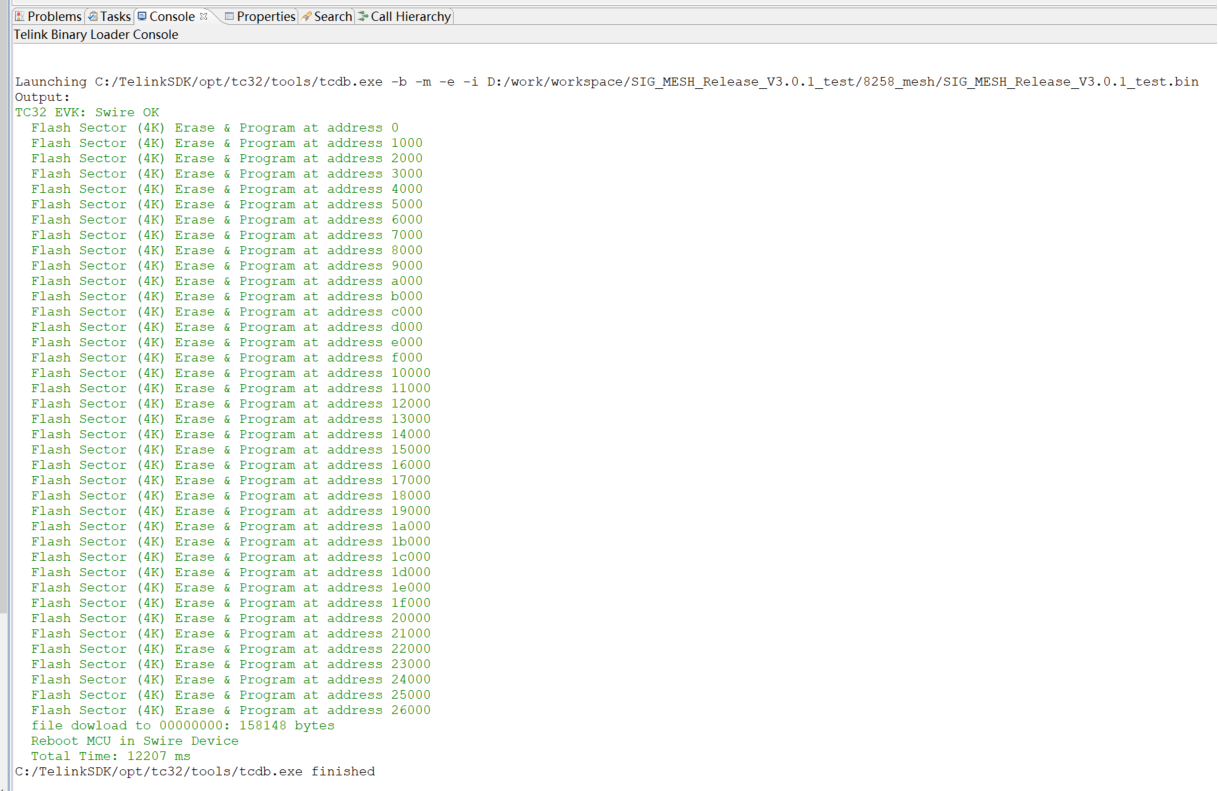 Problems Tasks Console Properties Search Call Hierarchy
Telink Binary Loader Console
Launching C:/TelinkSDK/opt/tc32/tools/tcdb.exe -b -m -e -i D:/work/workspace/SIG_MESH_Release_V3.0.1_test/8258_mesh/SIG_MESH_Release_V3.0.1_test.bin
Output:
TC32 EVK: Swire OK
Flash Sector (4K) Erase & Program at address 0
Flash Sector (4K) Erase & Program at address 1000
Flash Sector (4K) Erase & Program at address 2000
Flash Sector (4K) Erase & Program at address 3000
Flash Sector (4K) Erase & Program at address 4000
Flash Sector (4K) Erase & Program at address 5000
Flash Sector (4K) Erase & Program at address 6000
Flash Sector (4K) Erase & Program at address 7000
Flash Sector (4K) Erase & Program at address 8000
Flash Sector (4K) Erase & Program at address 9000
Flash Sector (4K) Erase & Program at address a000
Flash Sector (4K) Erase & Program at address b000
Flash Sector (4K) Erase & Program at address c000
Flash Sector (4K) Erase & Program at address d000
Flash Sector (4K) Erase & Program at address e000
Flash Sector (4K) Erase & Program at address f000
Flash Sector (4K) Erase & Program at address 10000
Flash Sector (4K) Erase & Program at address 11000
Flash Sector (4K) Erase & Program at address 12000
Flash Sector (4K) Erase & Program at address 13000
Flash Sector (4K) Erase & Program at address 14000
Flash Sector (4K) Erase & Program at address 15000
Flash Sector (4K) Erase & Program at address 16000
Flash Sector (4K) Erase & Program at address 17000
Flash Sector (4K) Erase & Program at address 18000
Flash Sector (4K) Erase & Program at address 19000
Flash Sector (4K) Erase & Program at address 1a000
Flash Sector (4K) Erase & Program at address 1b000
Flash Sector (4K) Erase & Program at address 1c000
Flash Sector (4K) Erase & Program at address 1d000
Flash Sector (4K) Erase & Program at address 1e000
Flash Sector (4K) Erase & Program at address 1f000
Flash Sector (4K) Erase & Program at address 20000
Flash Sector (4K) Erase & Program at address 21000
Flash Sector (4K) Erase & Program at address 22000
Flash Sector (4K) Erase & Program at address 23000
Flash Sector (4K) Erase & Program at address 24000
Flash Sector (4K) Erase & Program at address 25000
Flash Sector (4K) Erase & Program at address 26000
file dowload to 00000000: 158148 bytes
Reboot MCU in Swire Device
Total Time: 12207 ms
C:/TelinkSDK/opt/tc32/tools/tcdb.exe finished